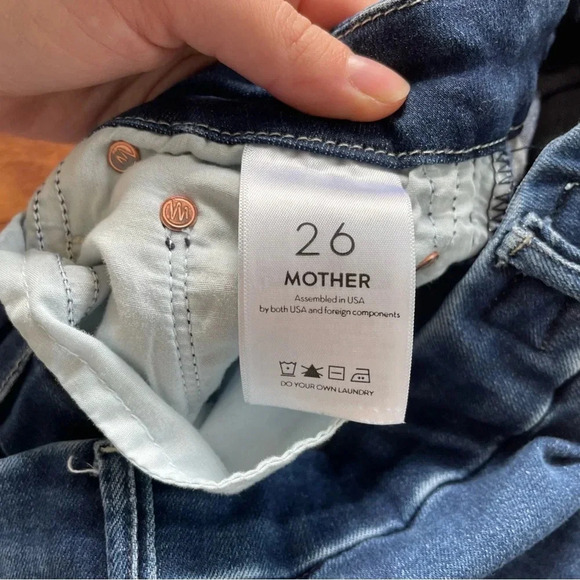 26
MOTHER
Assembled in USA
by both USA and foreign components
DO YOUR OWN LAUNDRY